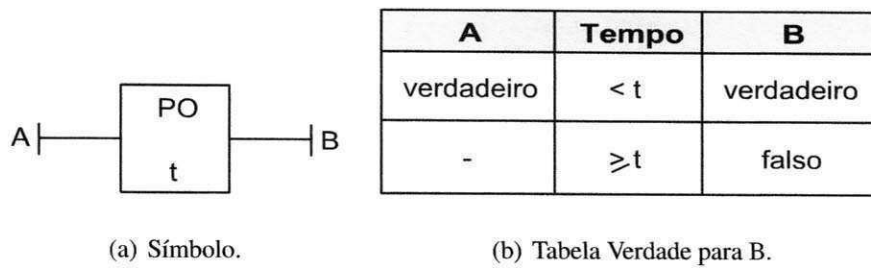 A
PO
t
B
(a) Símbolo.
A Tempo B
verdadeiro < t verdadeiro
- ⩾ t falso
(b) Tabela Verdade para B.